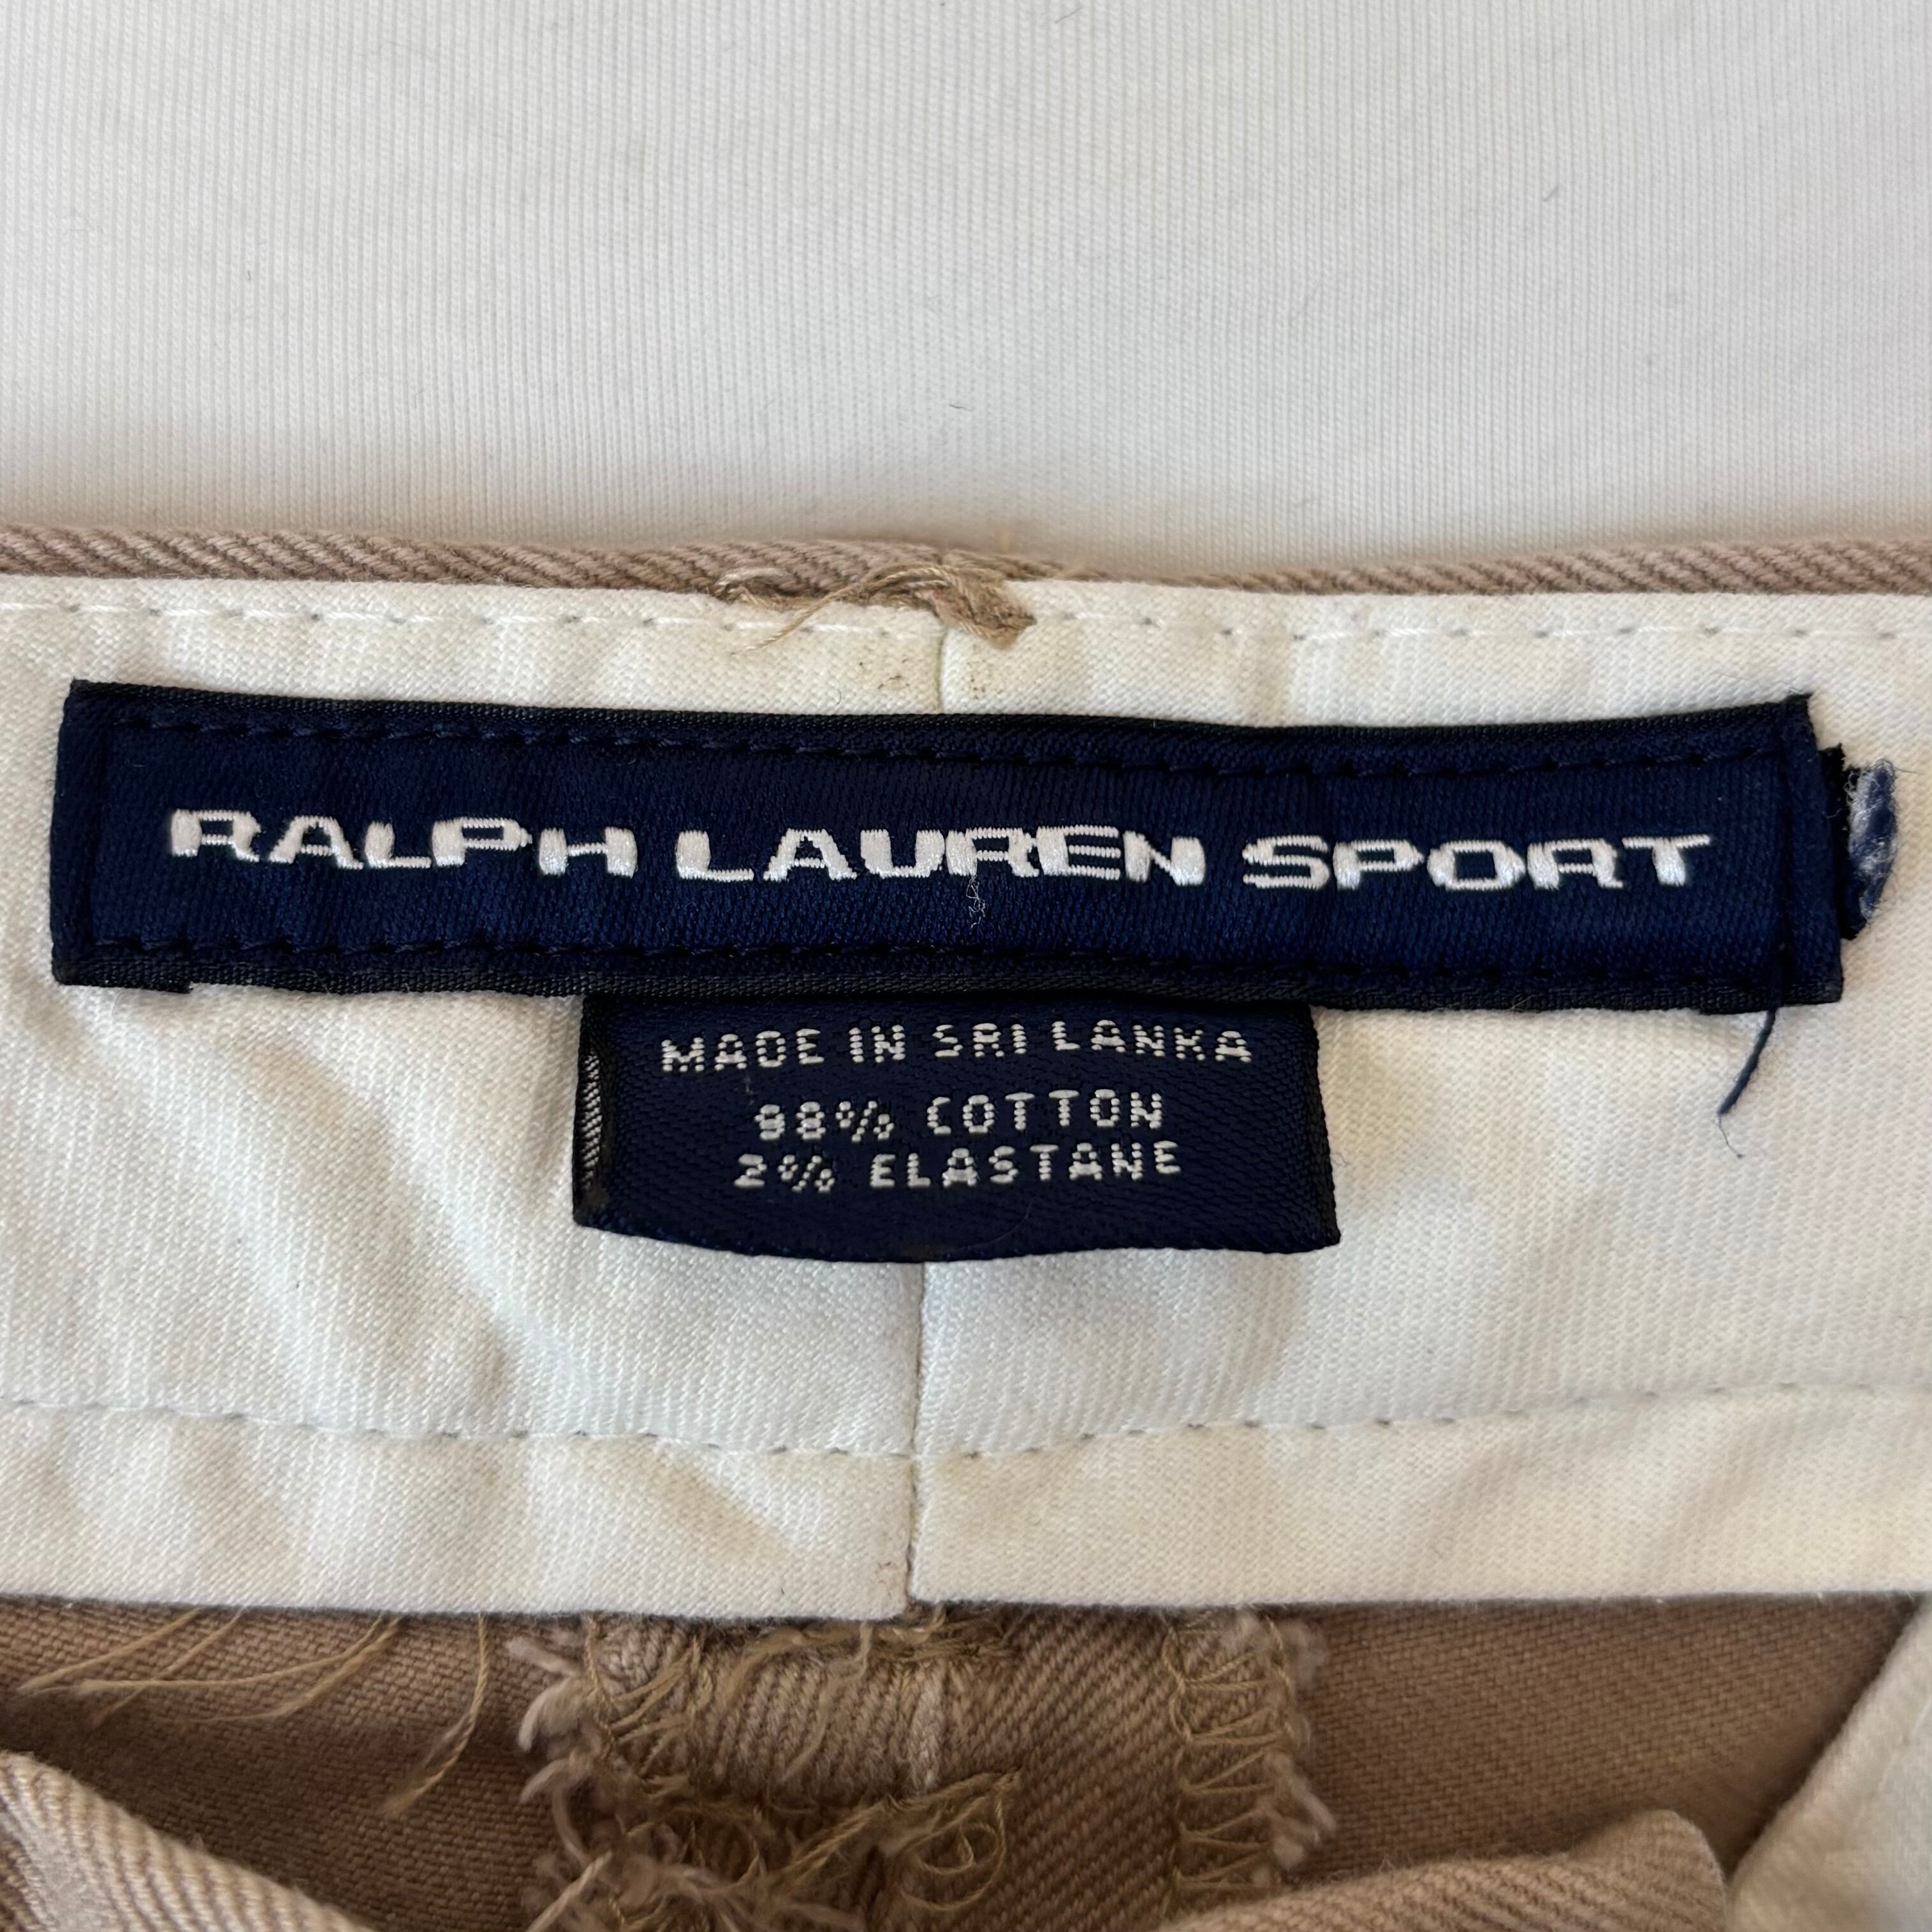 RALPH LAUREN SPORT
MADE IN SRI LANKA
98% COTTON
2% ELASTANE